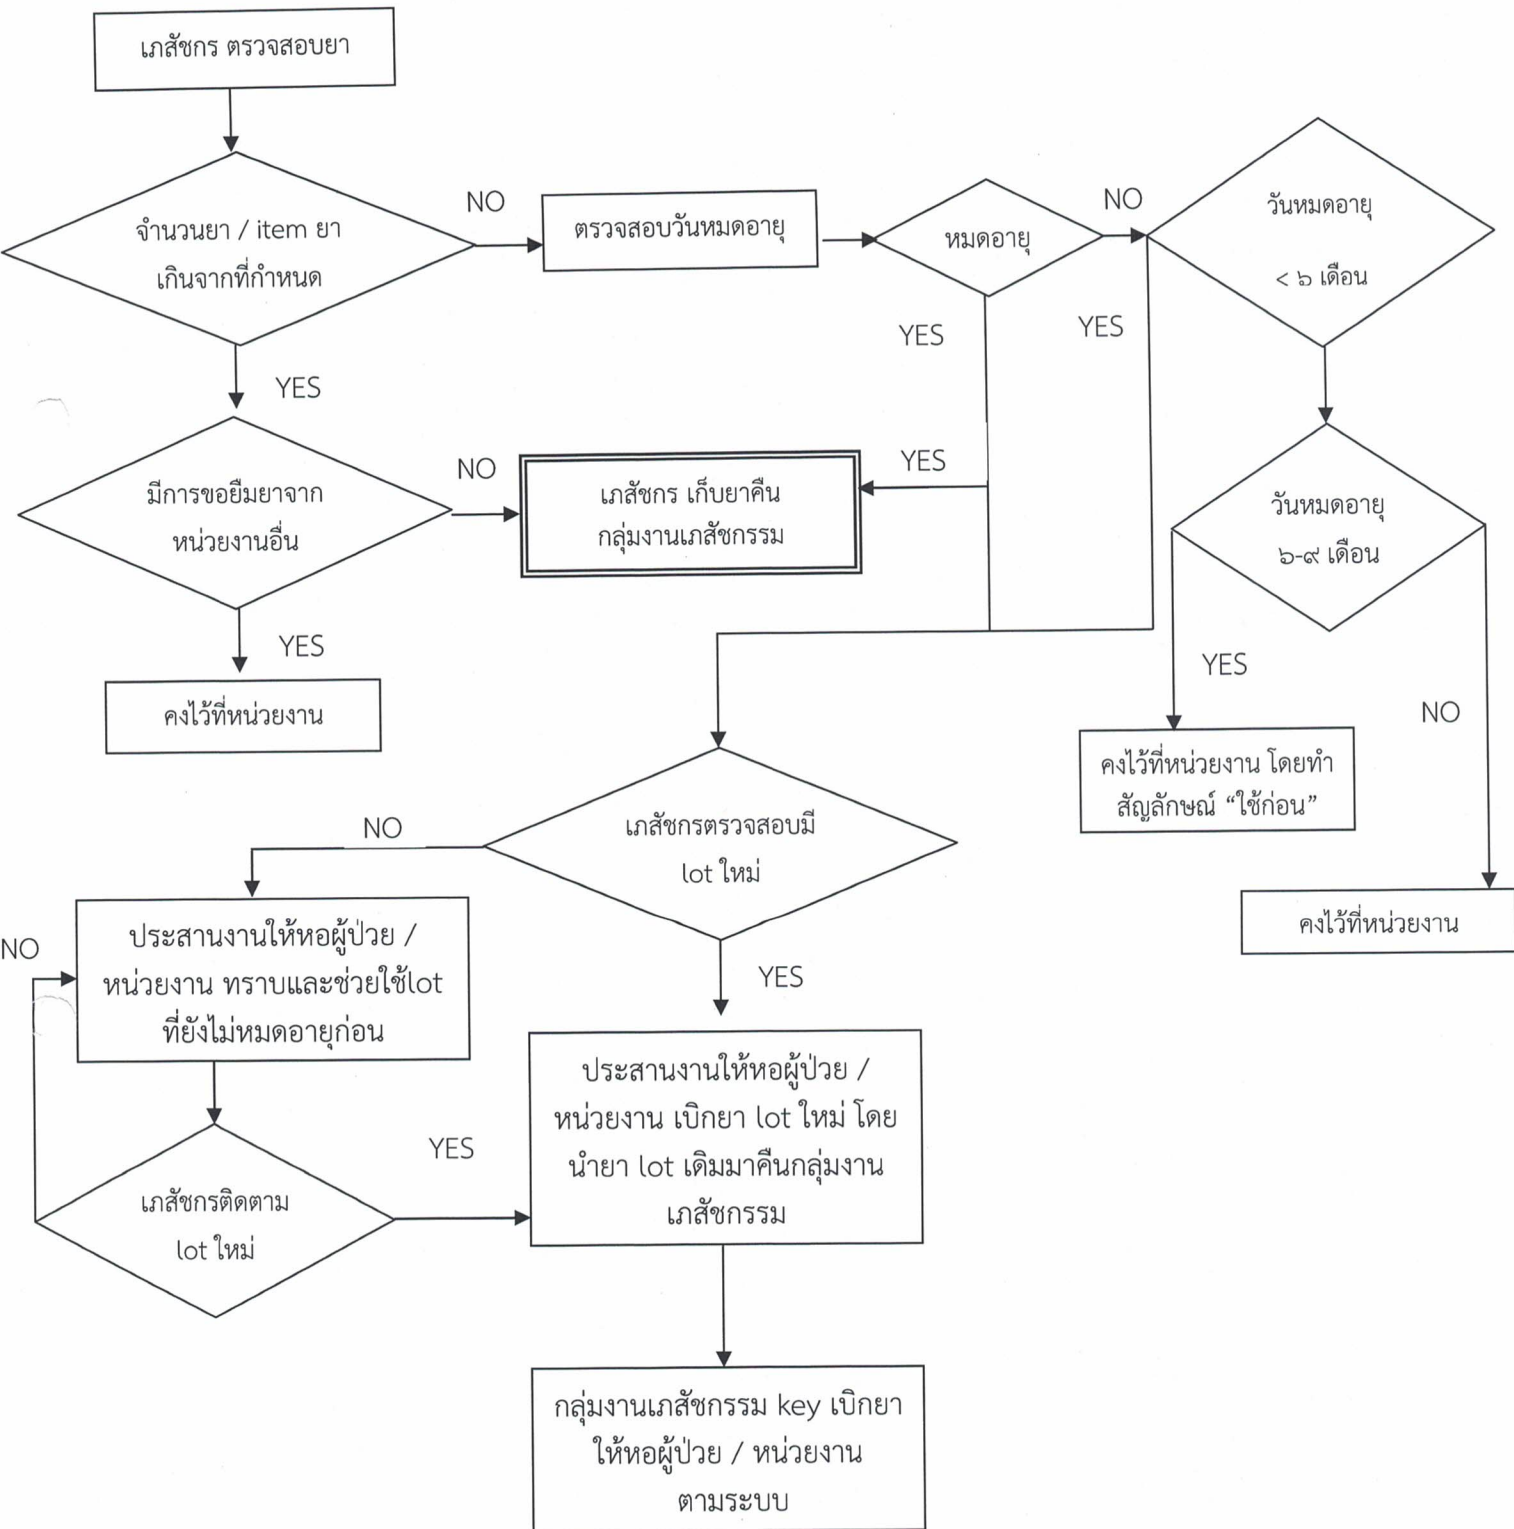 เภสัชกร ตรวจสอบยา
จำนวนยา / item ยา
เกินจากที่กำหนด
NO
ตรวจสอบวันหมดอายุ
หมดอายุ
NO
วันหมดอายุ
< ๖ เดือน
YES
YES
YES
มีการขอยืมยาจาก
หน่วยงานอื่น
NO
เภสัชกร เก็บยาคืน
กลุ่มงานเภสัชกรรม
YES
วันหมดอายุ
๖-๙ เดือน
YES
คงไว้ที่หน่วยงาน
YES
NO
คงไว้ที่หน่วยงาน โดยทำ
สัญลักษณ์ “ใช้ก่อน”
คงไว้ที่หน่วยงาน
เภสัชกรตรวจสอบมี
lot ใหม่
NO
YES
ประสานงานให้หอผู้ป่วย /
หน่วยงาน ทราบและช่วยใช้lot
ที่ยังไม่หมดอายุก่อน
NO
เภสัชกรติดตาม
lot ใหม่
YES
ประสานงานให้หอผู้ป่วย /
หน่วยงาน เบิกยา lot ใหม่ โดย
นำยา lot เดิมมาคืนกลุ่มงาน
เภสัชกรรม
กลุ่มงานเภสัชกรรม key เบิกยา
ให้หอผู้ป่วย / หน่วยงาน
ตามระบบ